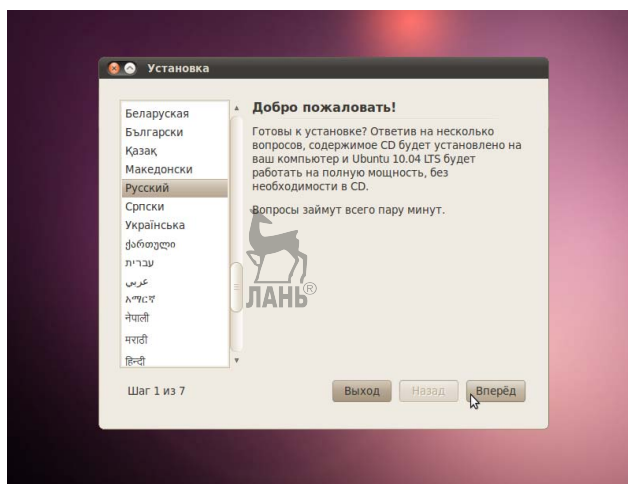 Установка
Беларуская
Български
Қазақ
Македонски
Русский
Српски
Українська
ქართული
עברית
عربي
አማርኛ
नेपाली
मराठी
हिन्दी
Добро пожаловать!
Готовы к установке? Ответив на несколько
вопросов, содержимое CD будет установлено на
ваш компьютер и Ubuntu 10.04 LTS будет
работать на полную мощность, без
необходимости в CD.
Вопросы займут всего пару минут.
ЛАНЬ®
Шаг 1 из 7
Выход
Назад
Вперёд